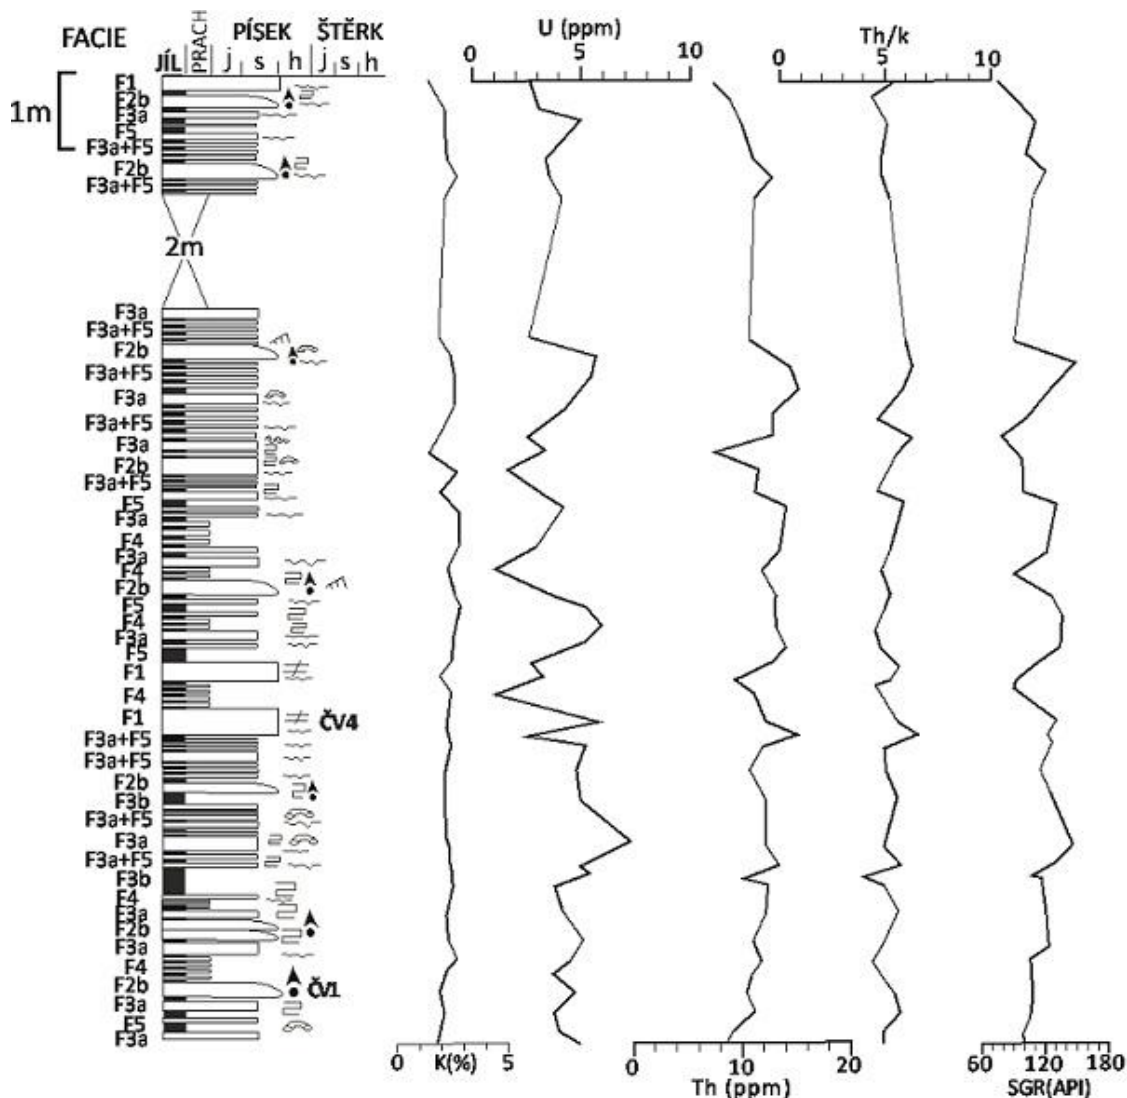 FACIE
JÍL
PRACH
PÍSEK
ŠTĚRK
j s h j s h
U (ppm)
0 5 10
Th/k
0 5 10
1m
F1
F2b
F3a
F5
F3a+F5
F2b
F3a+F5
2m
F3a
F3a+F5
F2b
F3a+F5
F3a
F3a+F5
F3a
F2b
F3a+F5
F5
F3a
F4
F3a
F4
F2b
F5
F4
F3a
F5
F1
F4
F1 ČV4
F3a+F5
F3a+F5
F2b
F3b
F3a+F5
F3a
F3a+F5
F3b
F4
F3a
F2b
F3a
F4
F2b ČV1
F3a
F5
F3a
0 K(%) 5
0 10 20
Th (ppm)
60 120 180
SGR(API)